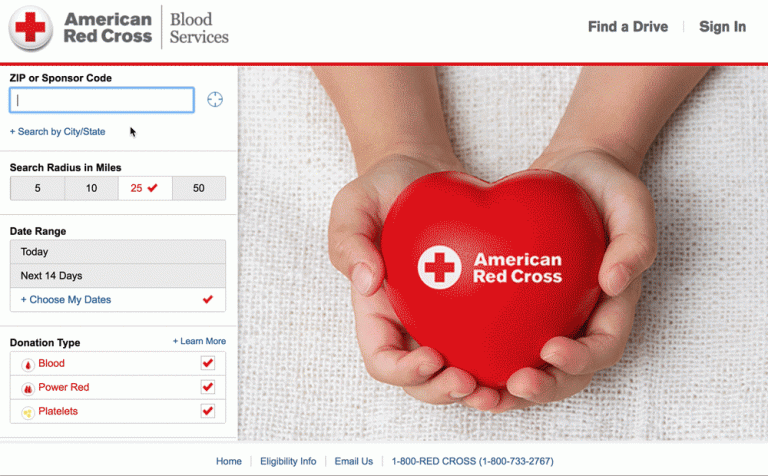 American
Red Cross
Blood
Services
Find a Drive
Sign In
ZIP or Sponsor Code
+ Search by City/State
Search Radius in Miles
5 10 25 50
Date Range
Today
Next 14 Days
+ Choose My Dates
Donation Type + Learn More
Blood
Power Red
Platelets
American
Red Cross
Home Eligibility Info Email Us 1-800-RED CROSS (1-800-733-2767)